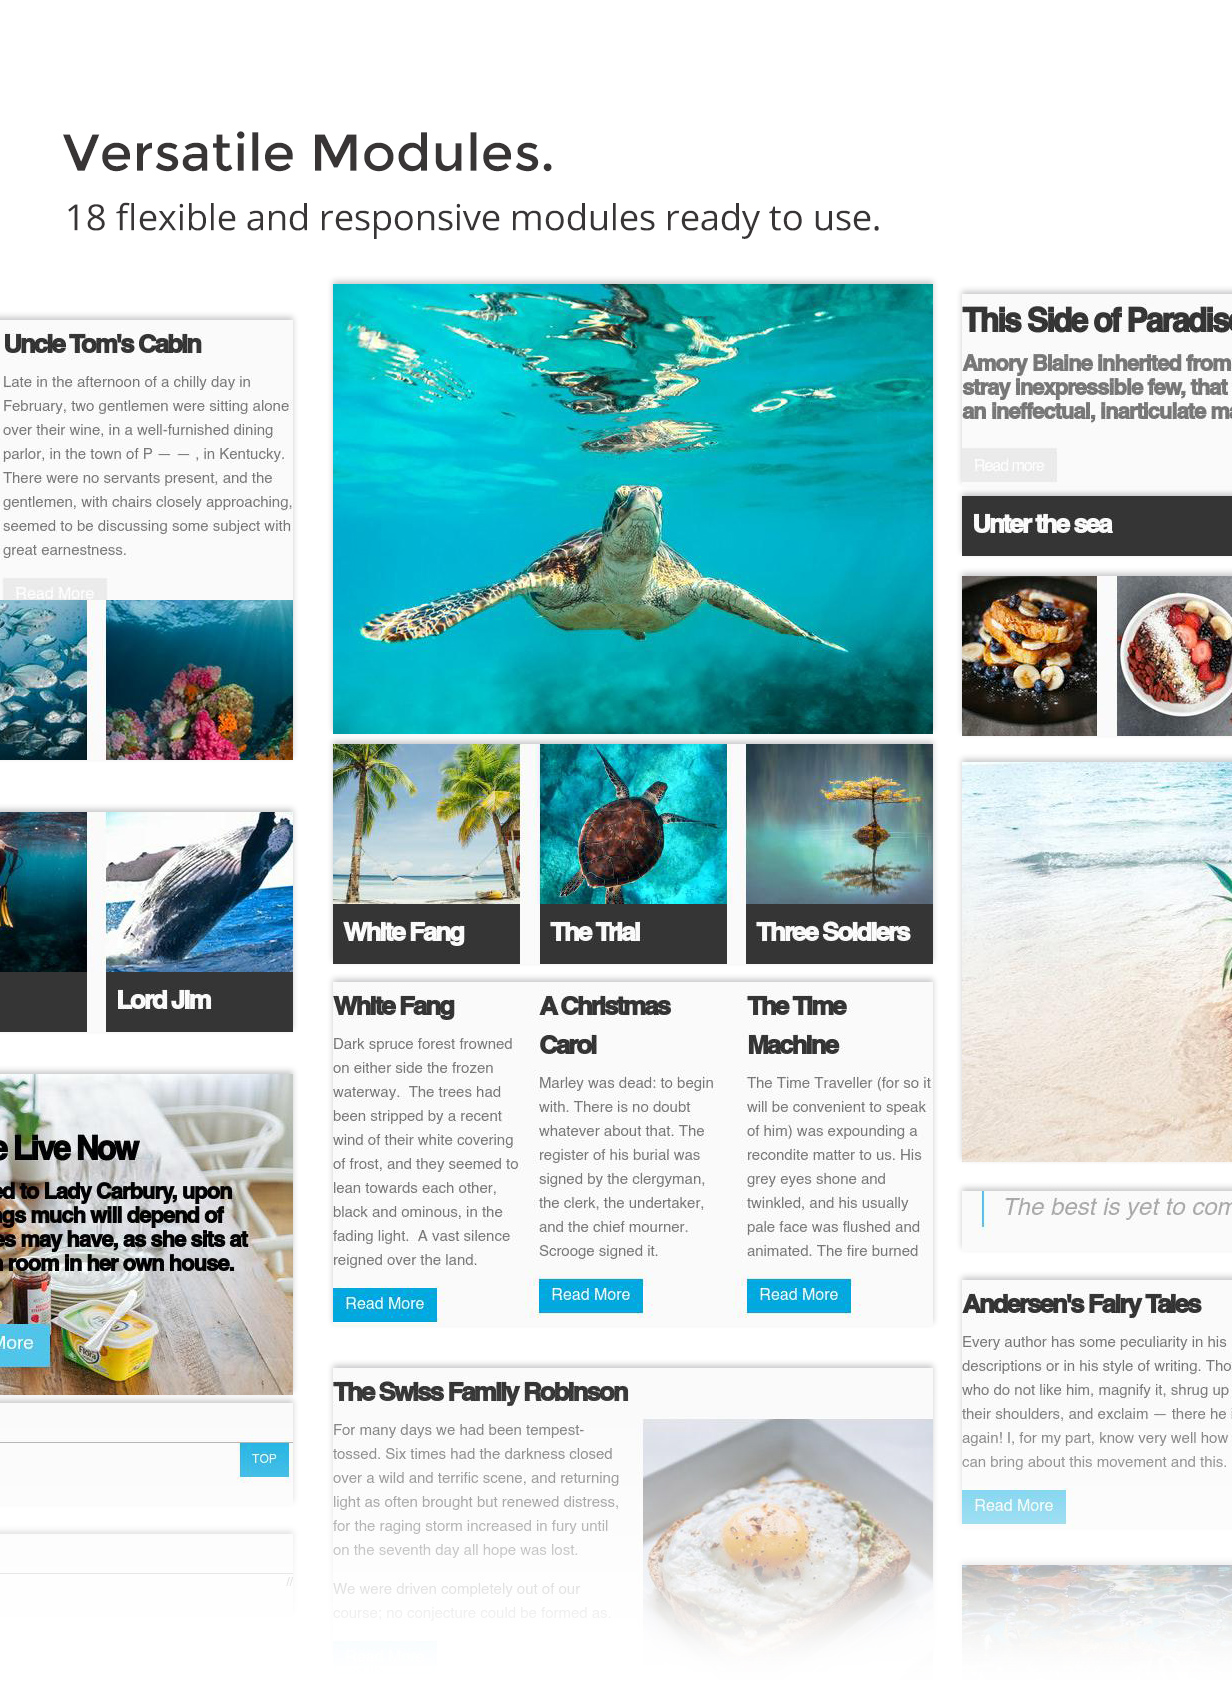 Versatile Modules.
18 flexible and responsive modules ready to use.
Uncle Tom's Cabin
Late in the afternoon of a chilly day in
February, two gentlemen were sitting alone
over their wine, in a well-furnished dining
parlor, in the town of P — — , in Kentucky.
There were no servants present, and the
gentlemen, with chairs closely approaching,
seemed to be discussing some subject with
great earnestness.
Read More
Lord Jim
e Live Now
ed to Lady Carbury, upon
ngs much will depend of
es may have, as she sits at
n room in her own house.
More
TOP
//
White Fang
The Trial
Three Soldiers
White Fang
Dark spruce forest frowned
on either side the frozen
waterway. The trees had
been stripped by a recent
wind of their white covering
of frost, and they seemed to
lean towards each other,
black and ominous, in the
fading light. A vast silence
reigned over the land.
Read More
A Christmas
Carol
Marley was dead: to begin
with. There is no doubt
whatever about that. The
register of his burial was
signed by the clergyman,
the clerk, the undertaker,
and the chief mourner.
Scrooge signed it.
Read More
The Time
Machine
The Time Traveller (for so it
will be convenient to speak
of him) was expounding a
recondite matter to us. His
grey eyes shone and
twinkled, and his usually
pale face was flushed and
animated. The fire burned
Read More
The Swiss Family Robinson
For many days we had been tempest-
tossed. Six times had the darkness closed
over a wild and terrific scene, and returning
light as often brought but renewed distress,
for the raging storm increased in fury until
on the seventh day all hope was lost.
We were driven completely out of our
course; no conjecture could be formed as.
This Side of Paradise
Amory Blaine inherited from
stray inexpressible few, that
an ineffectual, inarticulate ma
Read more
Unter the sea
The best is yet to com
Andersen's Fairy Tales
Every author has some peculiarity in his
descriptions or in his style of writing. Tho
who do not like him, magnify it, shrug up
their shoulders, and exclaim — there he i
again! I, for my part, know very well how
can bring about this movement and this.
Read More